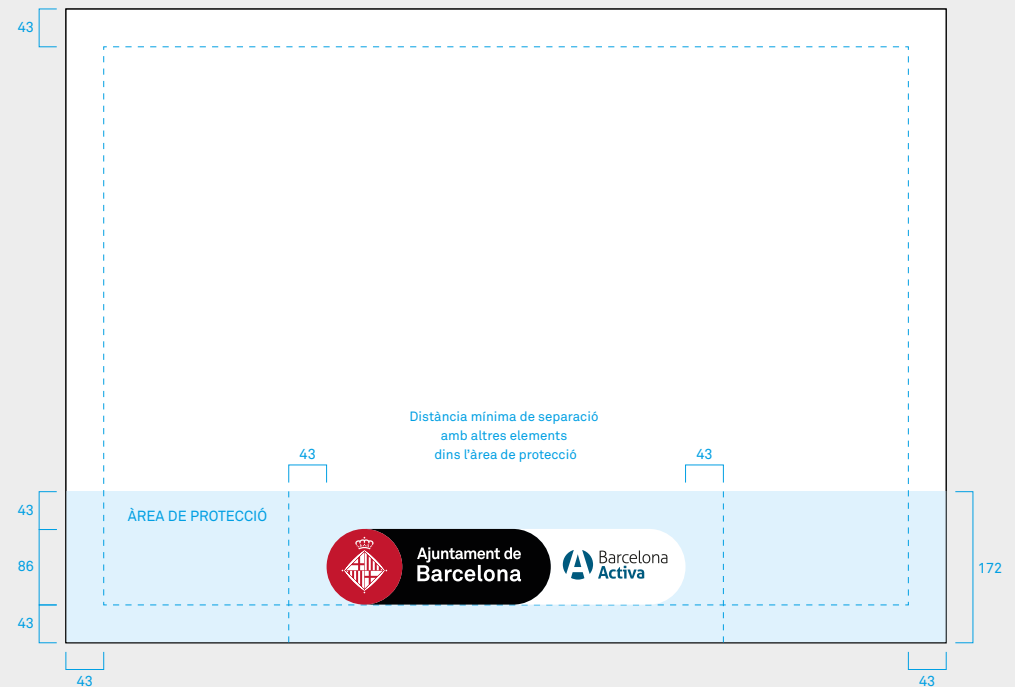 43
Distància mínima de separació
amb altres elements
dins l'àrea de protecció
43
43
43
ÀREA DE PROTECCIÓ
86
Ajuntament de
Barcelona
Barcelona
Activa
172
43
43
43